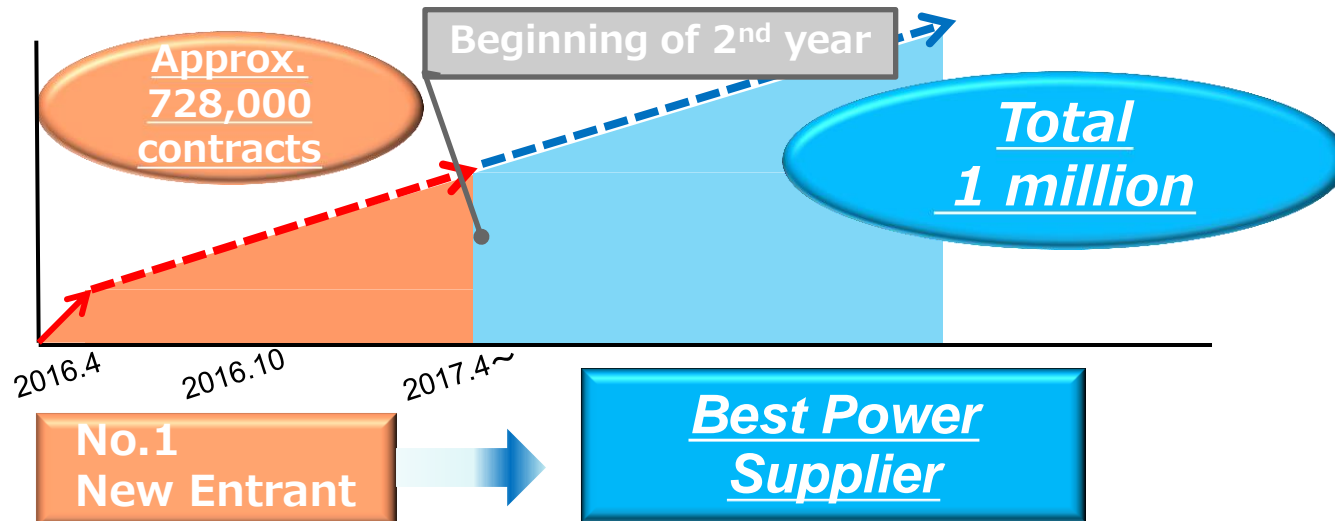 Beginning of 2nd year
Approx.
728,000
contracts
Total
1 million
2016.4
2016.10
2017.4～
No.1
New Entrant
Best Power
Supplier